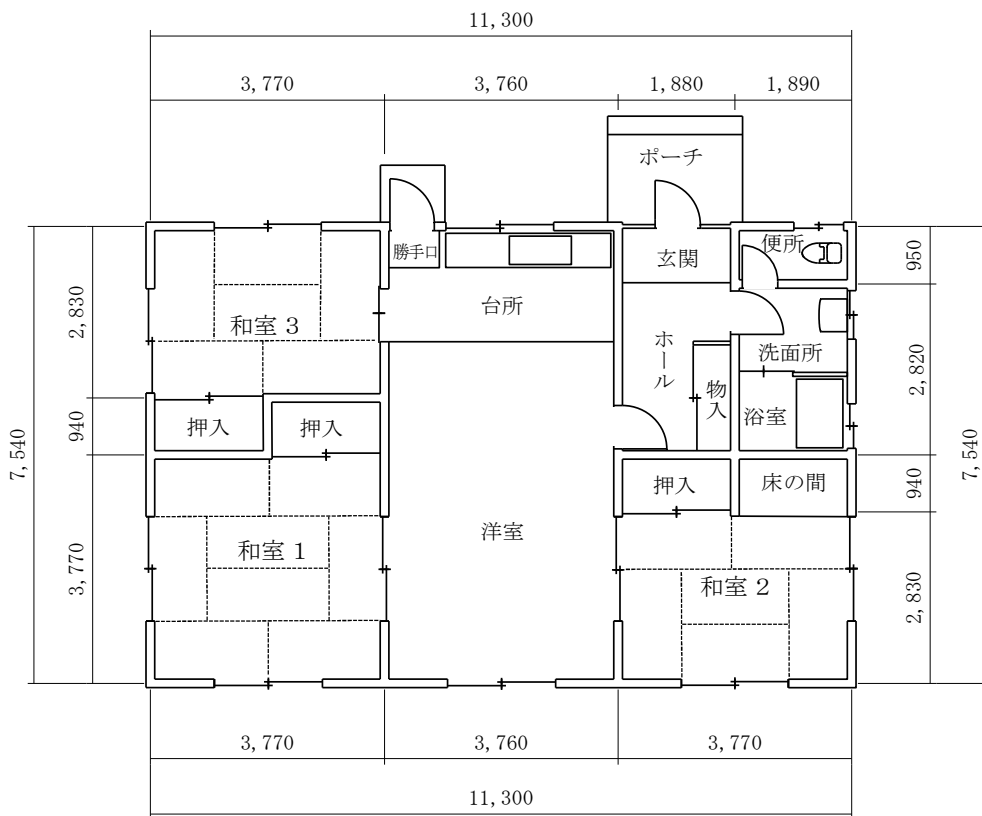 11,300
3,770
3,760
1,880
1,890
ポーチ
勝手口
玄関
便所
950
2,830
和室 3
台所
ホール
洗面所
2,820
物入
浴室
940
押入
押入
7,540
7,540
押入
床の間
940
洋室
和室 1
3,770
和室 2
2,830
3,770
3,760
3,770
11,300